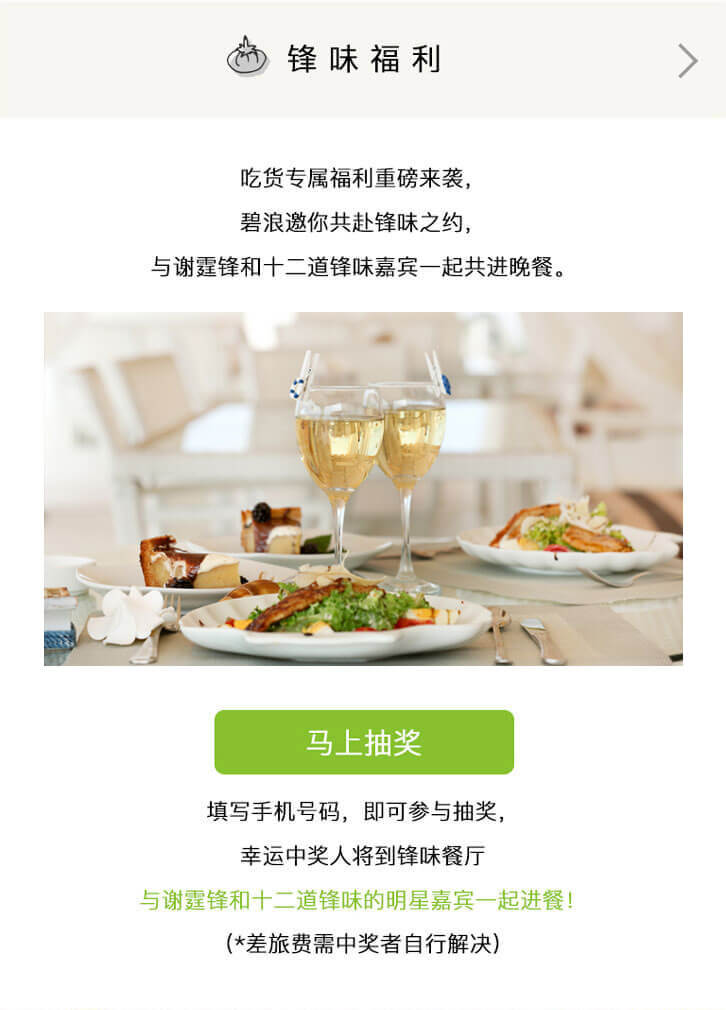 锋味福利
吃货专属福利重磅来袭，
碧浪邀你共赴锋味之约，
与谢霆锋和十二道锋味嘉宾一起共进晚餐。
马上抽奖
填写手机号码，即可参与抽奖，
幸运中奖人将到锋味餐厅
与谢霆锋和十二道锋味的明星嘉宾一起进餐！
（*差旅费需中奖者自行解决）